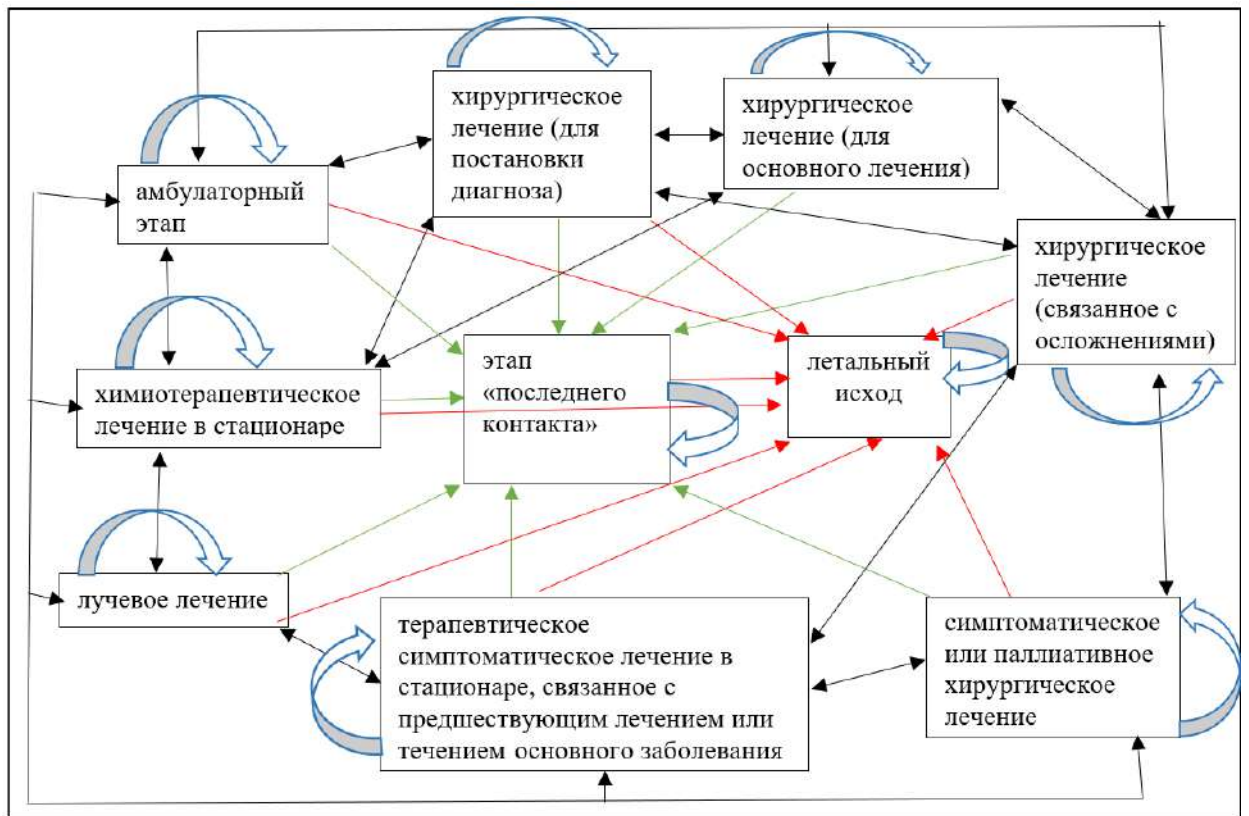 хирургическое
лечение (для
постановки
диагноза)
хирургическое
лечение (для
основного лечения)
амбулаторный
этап
хирургическое
лечение
(связанное с
осложнениями)
этап
«последнего
контакта»
летальный
исход
химиотерапевтическое
лечение в стационаре
лучевое лечение
терапевтическое
симптоматическое лечение в
стационаре, связанное с
предшествующим лечением или
течением основного заболевания
симптоматическое
или паллиативное
хирургическое
лечение